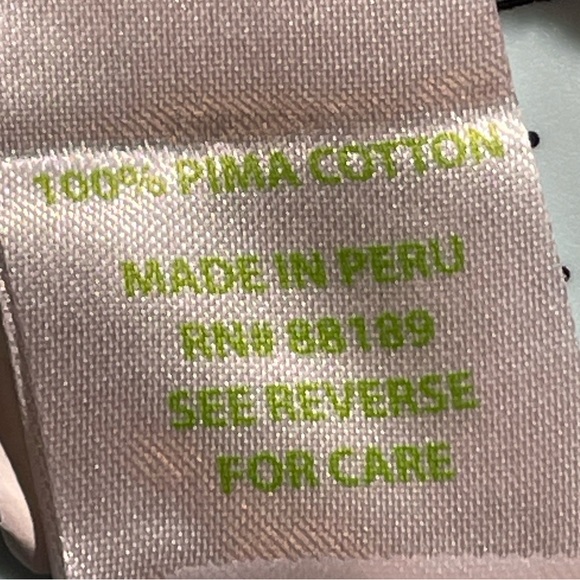 100% PIMA COTTON
MADE IN PERU
RN# 88189
SEE REVERSE
FOR CARE